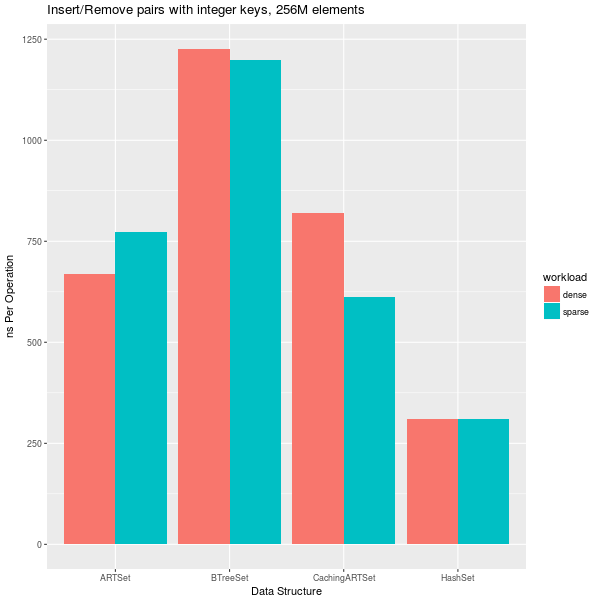 Insert/Remove pairs with integer keys, 256M elements
1250
1000
750
500
250
0
ns Per Operation
ARTSet
BTreeSet
CachingARTSet
HashSet
Data Structure
workload
dense
sparse